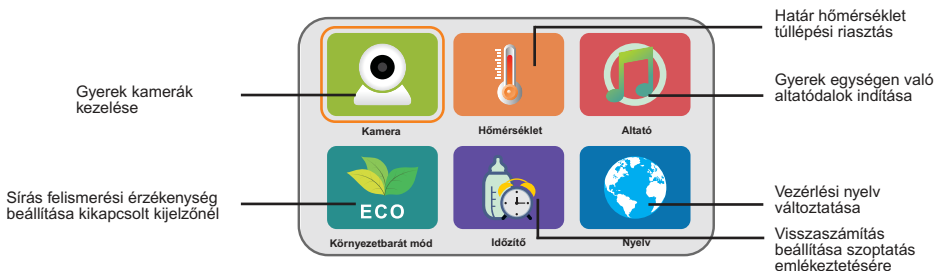 Határ hőmérséklet
túllépési riasztás
Gyerek kamerák
kezelése
Gyerek egységen való
altatódalok indítása
Kamera
Hőmérséklet
Altató
Sírás felismerési érzékenység
beállítása kikapcsolt kijelzőnél
ECO
Vezérlési nyelv
változtatása
Környezetbarát mód
Időzítő
Nyelv
Visszaszámítás
beállítása szoptatás
emlékeztetésére